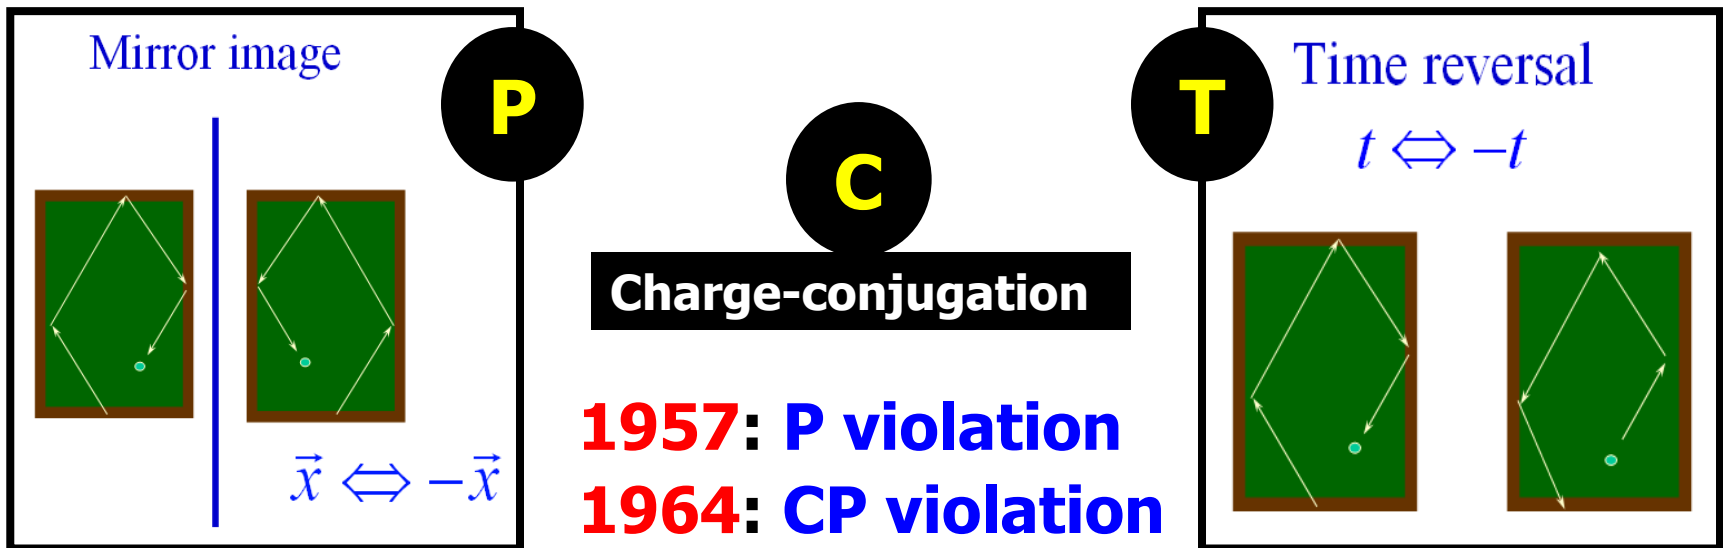 Mirror image
P
x⃗ ⇔ −x⃗
C
Charge-conjugation
1957: P violation
1964: CP violation
T
Time reversal
t ⇔ −t